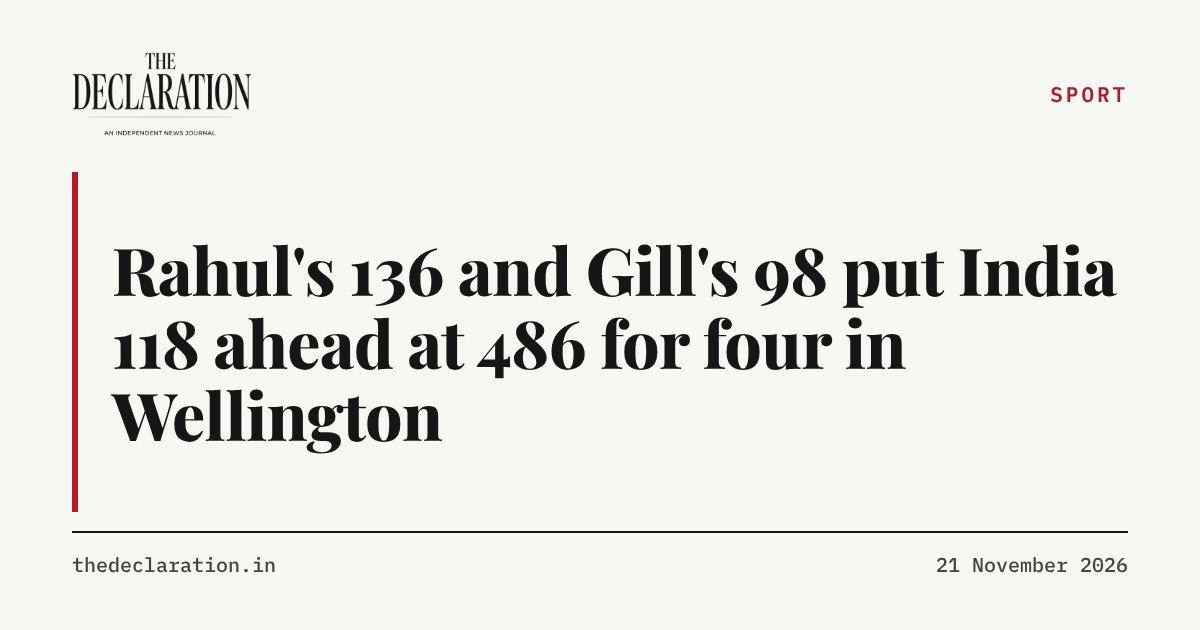 THE
DECLARATION
AN INDEPENDENT NEWS JOURNAL
SPORT
Rahul's 136 and Gill's 98 put India
118 ahead at 486 for four in
Wellington
thedeclaration.in
21 November 2026